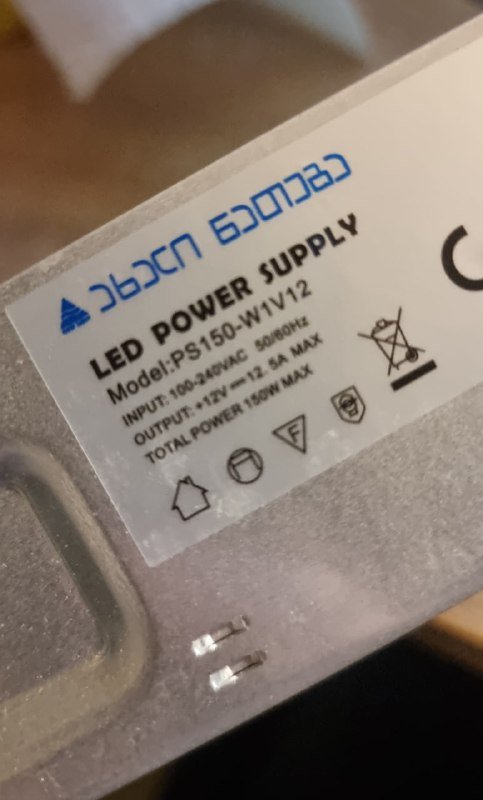 ახალი ნათება
LED POWER SUPPLY
Model:PS150-W1V12
INPUT: 100-240VAC 50/60Hz
OUTPUT: +12V⎓12.5A MAX
TOTAL POWER 150W MAX
F